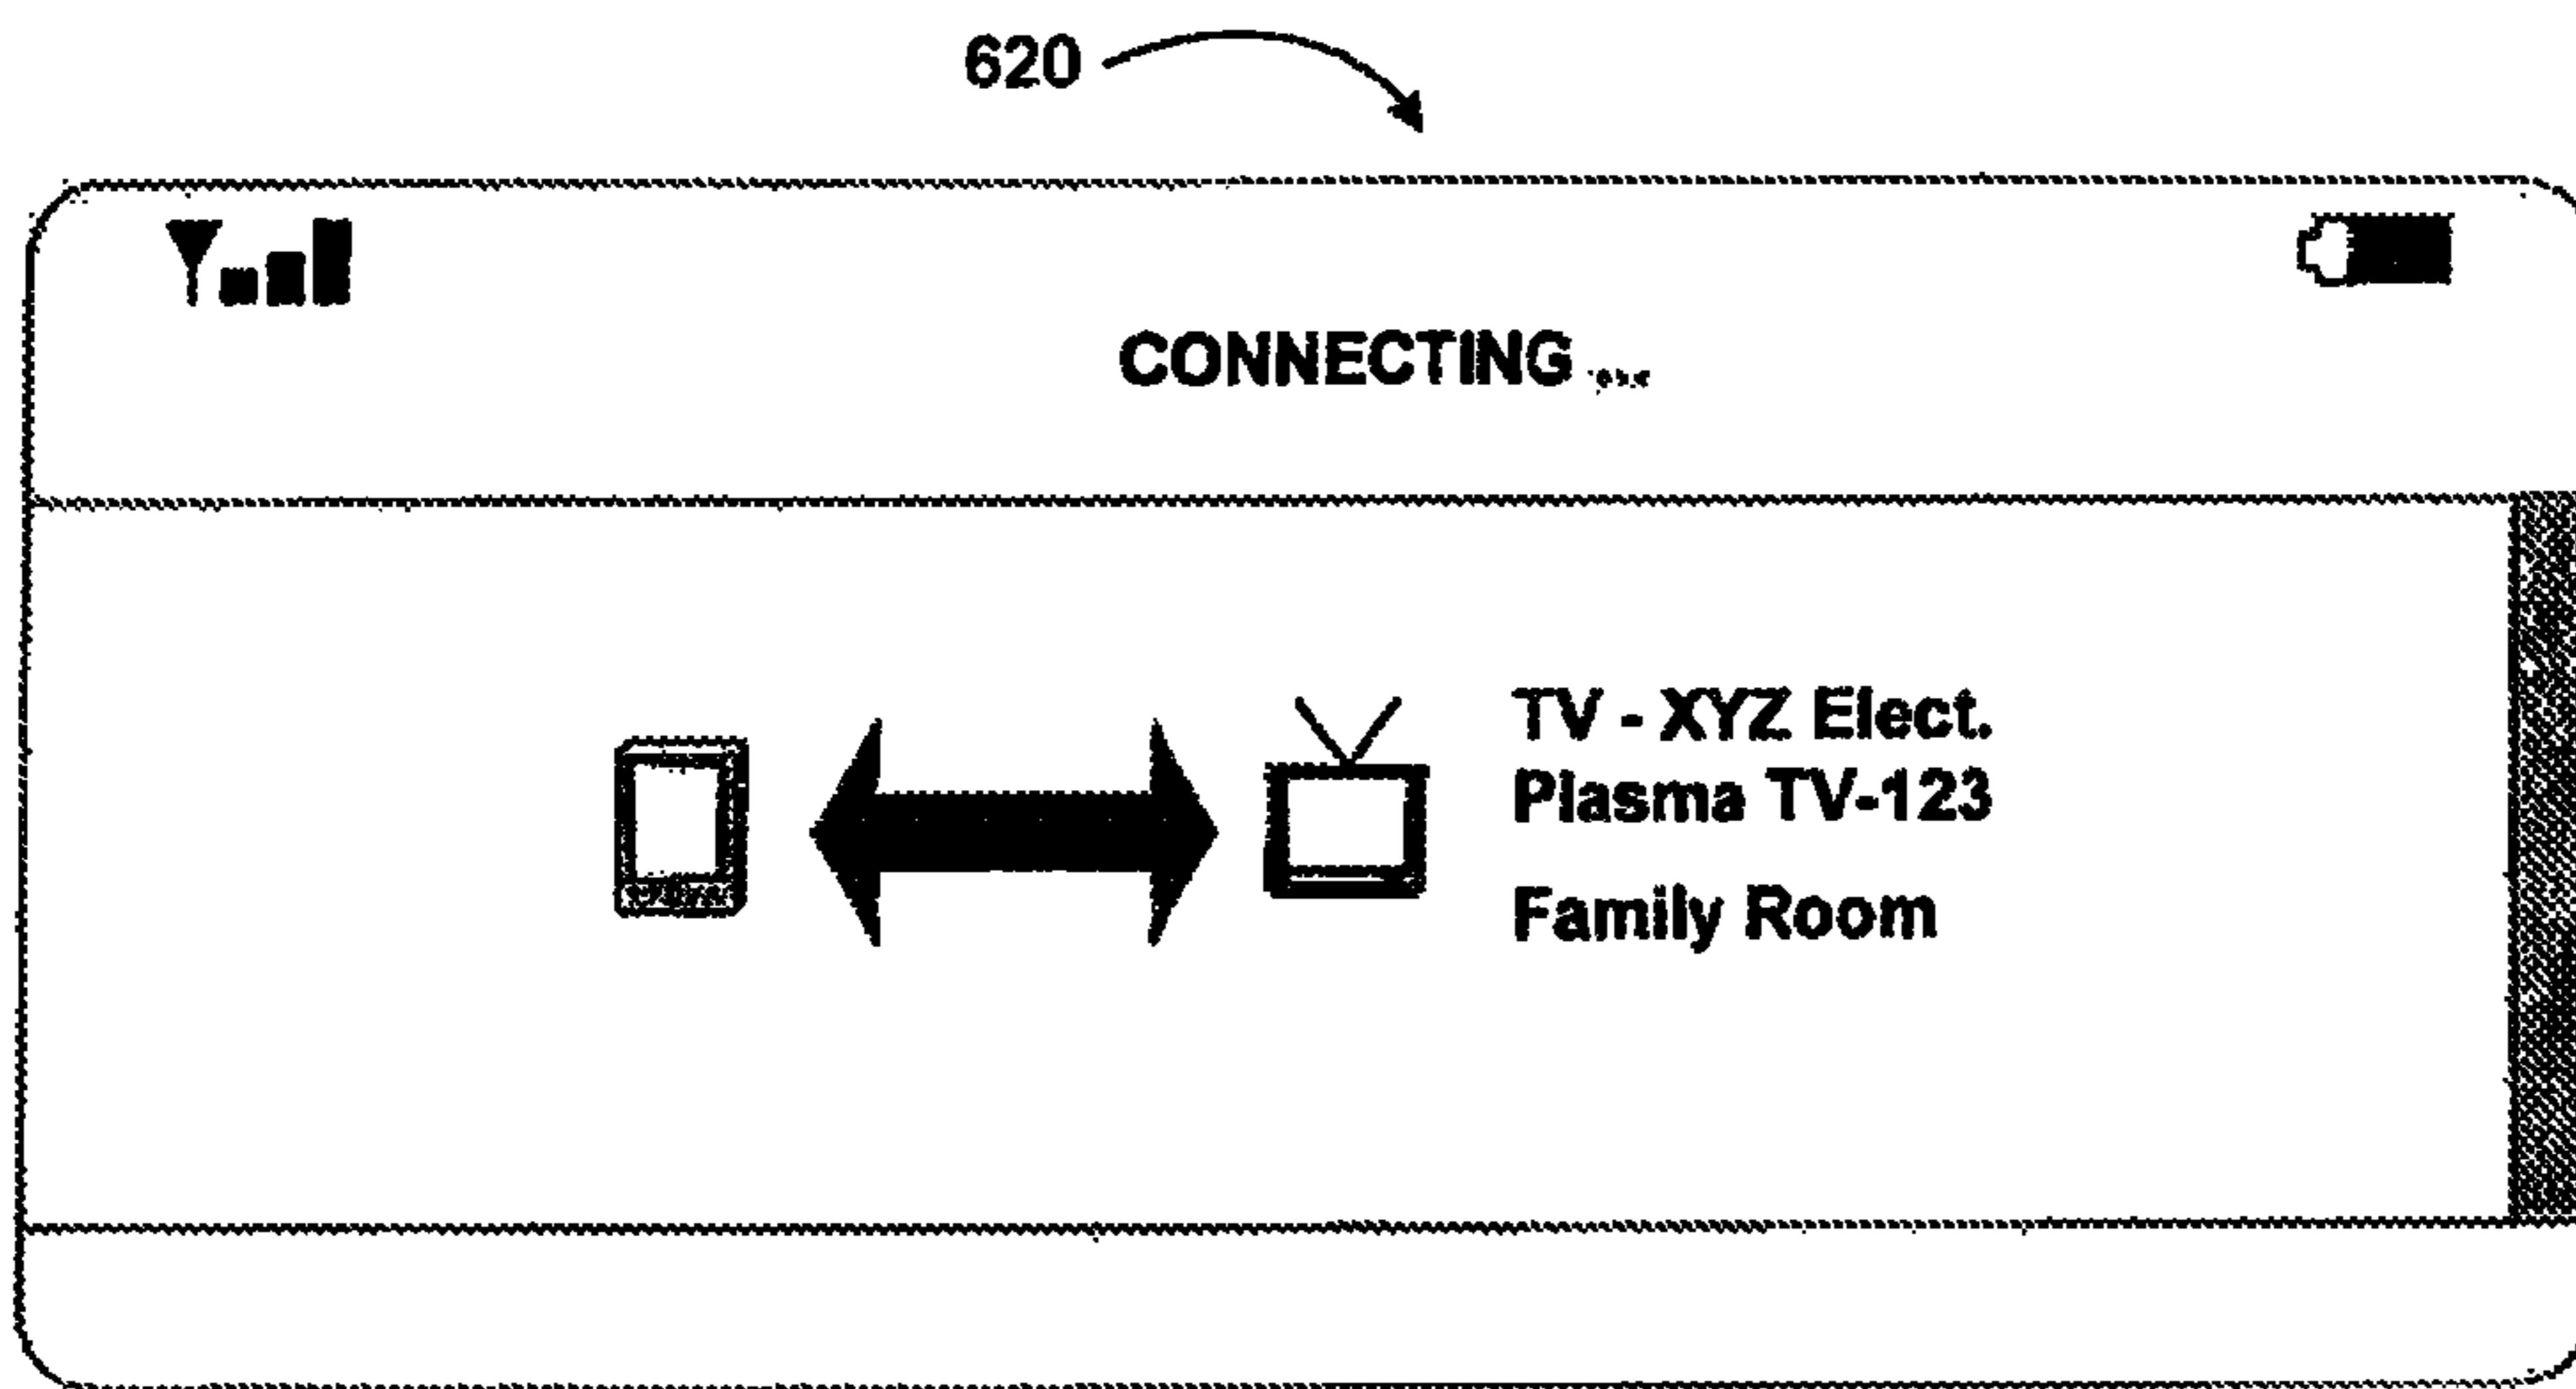 620
CONNECTING ...
TV - XYZ Elect.
Plasma TV-123
Family Room